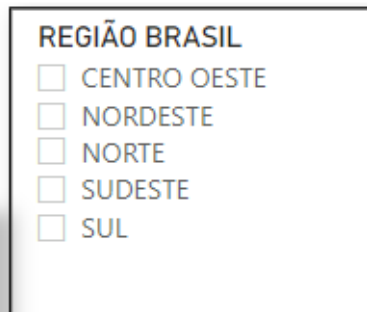 REGIÃO BRASIL
CENTRO OESTE
NORDESTE
NORTE
SUDESTE
SUL